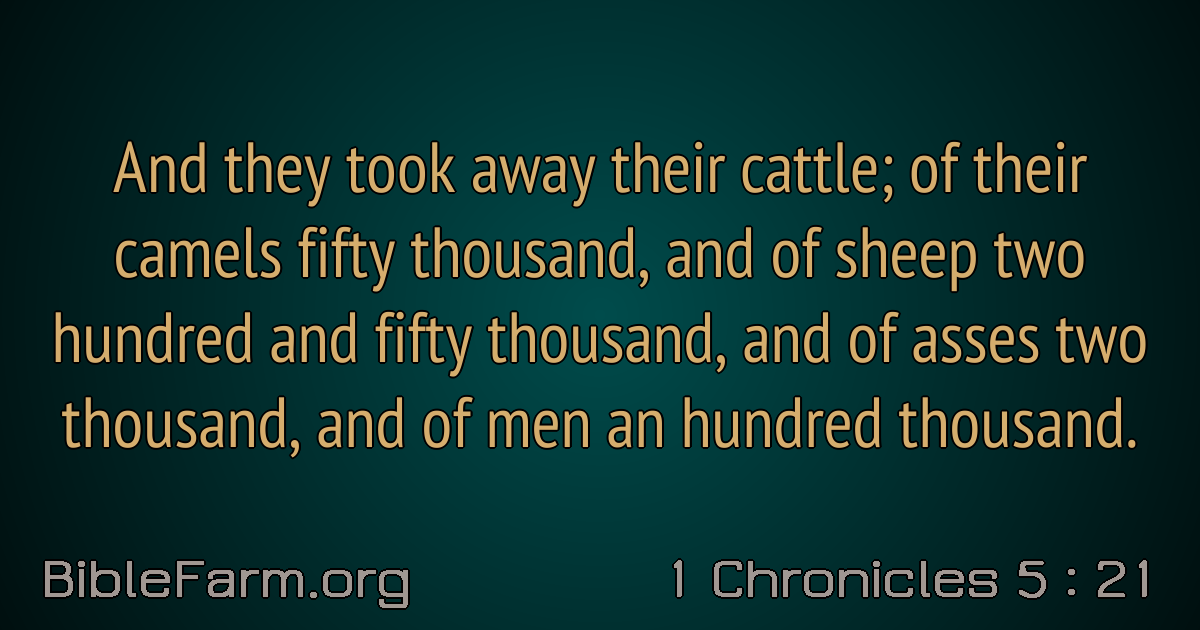 And they took away their cattle; of their
camels fifty thousand, and of sheep two
hundred and fifty thousand, and of asses two
thousand, and of men an hundred thousand.
BibleFarm.org
1 Chronicles 5 : 21